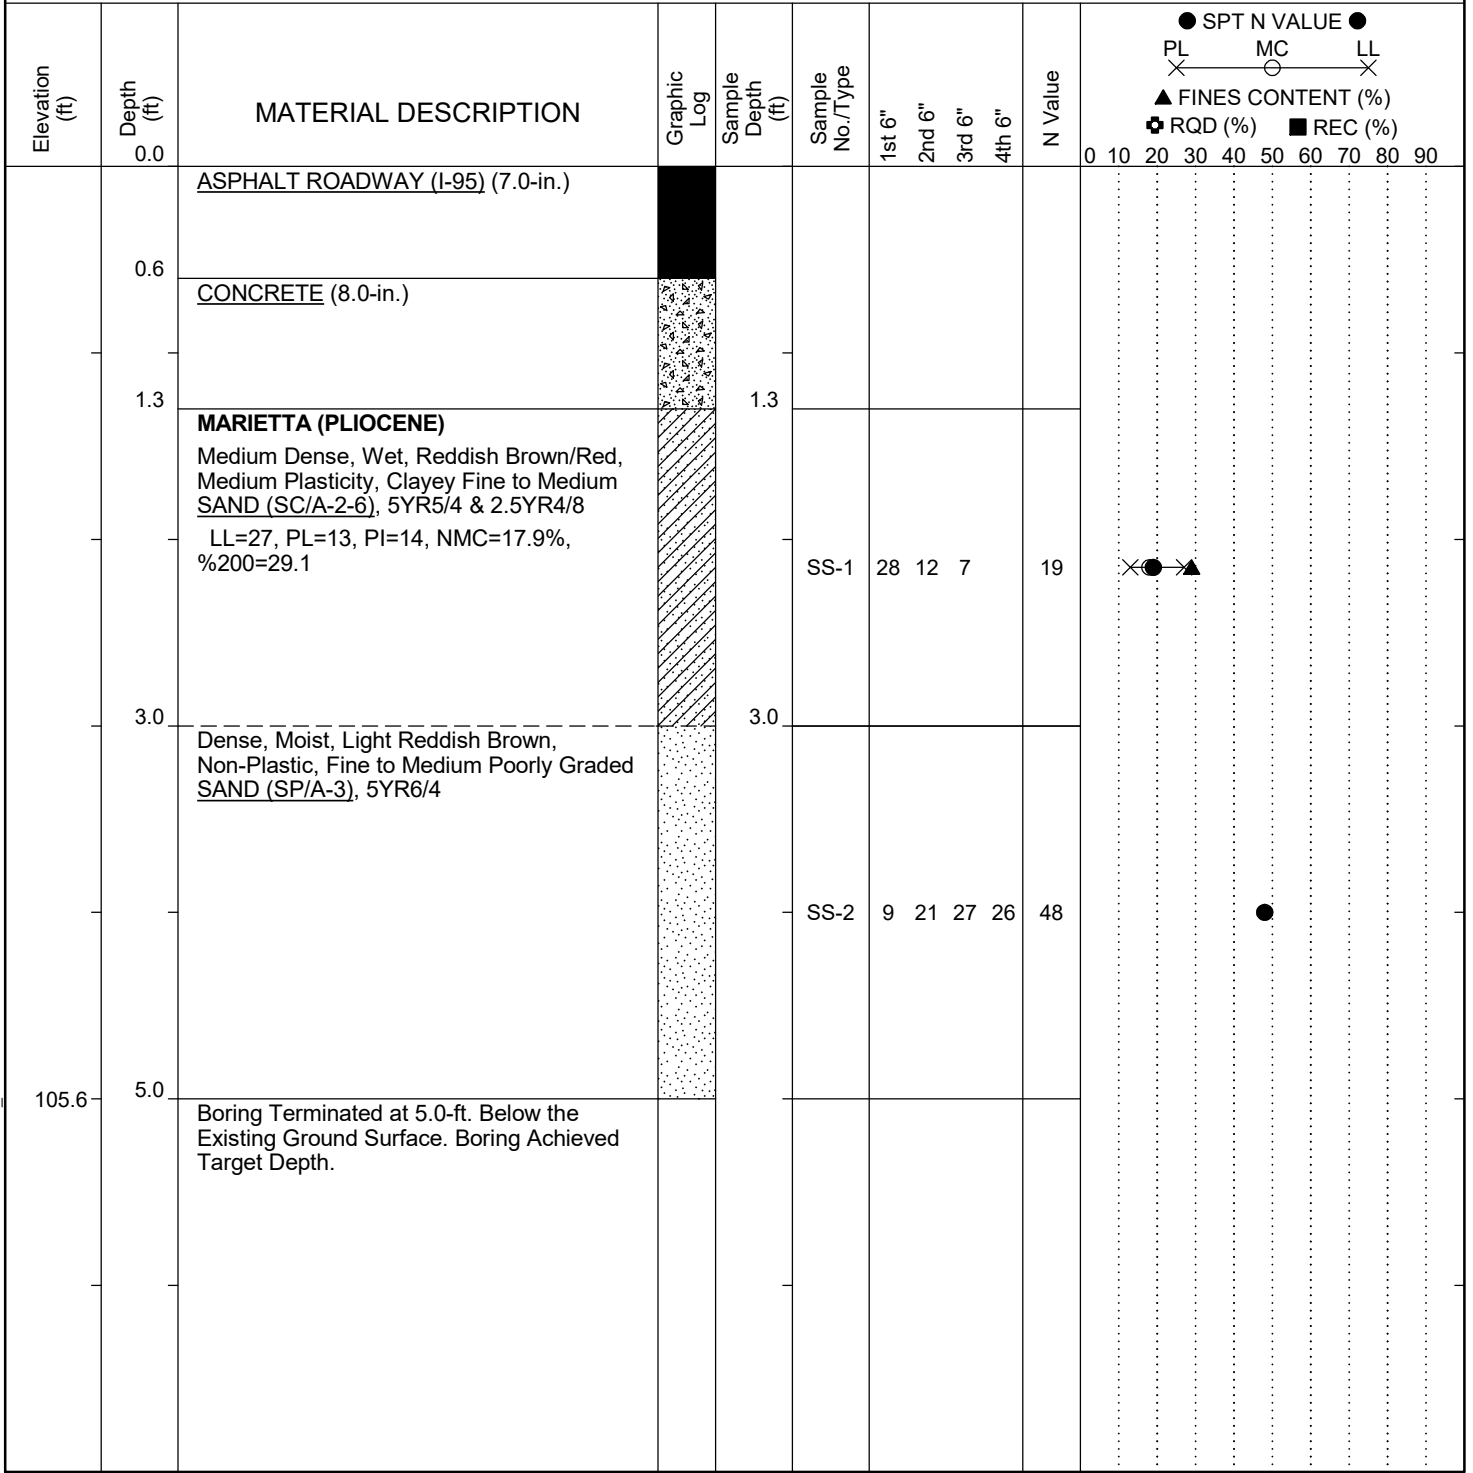 ● SPT N VALUE ●
PL MC LL
▲ FINES CONTENT (%)
RQD (%) ■ REC (%)
0 10 20 30 40 50 60 70 80 90
Elevation
(ft)
Depth
(ft)
0.0
MATERIAL DESCRIPTION
Graphic
Log
Sample
Depth
(ft)
Sample
No./Type
1st 6"
2nd 6"
3rd 6"
4th 6"
N Value
ASPHALT ROADWAY (I-95) (7.0-in.)
0.6
CONCRETE (8.0-in.)
1.3 1.3
MARIETTA (PLIOCENE)
Medium Dense, Wet, Reddish Brown/Red,
Medium Plasticity, Clayey Fine to Medium
SAND (SC/A-2-6), 5YR5/4 & 2.5YR4/8
LL=27, PL=13, PI=14, NMC=17.9%,
%200=29.1
SS-1 28 12 7 19
3.0 3.0
Dense, Moist, Light Reddish Brown,
Non-Plastic, Fine to Medium Poorly Graded
SAND (SP/A-3), 5YR6/4
SS-2 9 21 27 26 48
105.6 5.0
Boring Terminated at 5.0-ft. Below the
Existing Ground Surface. Boring Achieved
Target Depth.